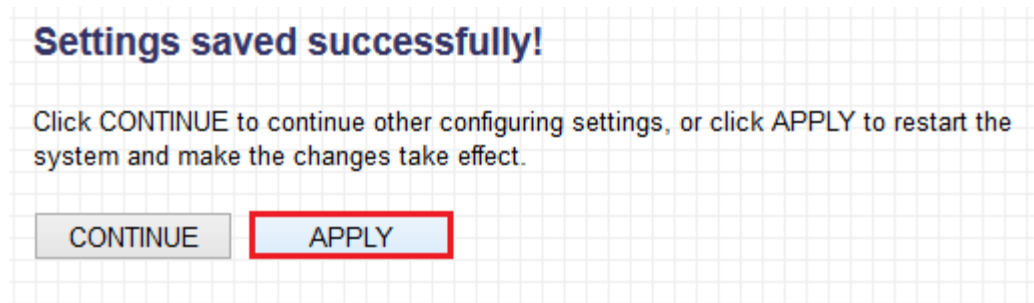 Settings saved successfully!
Click CONTINUE to continue other configuring settings, or click APPLY to restart the
system and make the changes take effect.
CONTINUE APPLY